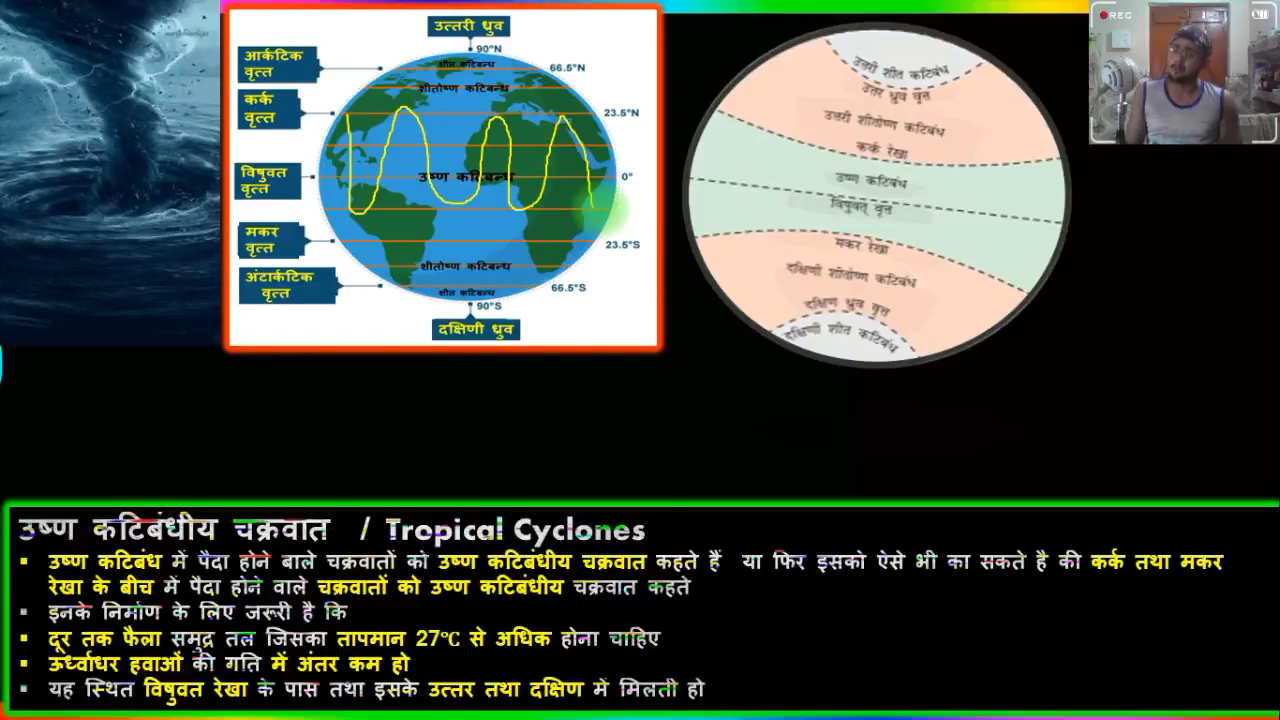 REC
उत्तरी ध्रुव
90°N
आर्कटिक
वृत्त
शीत कटिबन्ध
66.5°N
शीतोष्ण कटिबन्ध
कर्क
वृत्त
23.5°N
विषुवत
वृत्त
उष्ण कटिबन्ध
0°
मकर
वृत्त
23.5°S
शीतोष्ण कटिबन्ध
अंटार्कटिक
वृत्त
66.5°S
शीत कटिबन्ध
90°S
दक्षिणी ध्रुव
उत्तरी शीत कटिबंध
उत्तर ध्रुव वृत्त
उत्तरी शीतोष्ण कटिबंध
कर्क रेखा
उष्ण कटिबंध
विषुवत् वृत्त
मकर रेखा
दक्षिणी शीतोष्ण कटिबंध
दक्षिण ध्रुव वृत्त
दक्षिणी शीत कटिबंध
उष्ण कटिबंधीय चक्रवात / Tropical Cyclones
▪ उष्ण कटिबंध में पैदा होने बाले चक्रवातों को उष्ण कटिबंधीय चक्रवात कहते हैं या फिर इसको ऐसे भी का सकते है की कर्क तथा मकर
रेखा के बीच में पैदा होने वाले चक्रवातों को उष्ण कटिबंधीय चक्रवात कहते
▪ इनके निर्माण के लिए जरूरी है कि
▪ दूर तक फैला समुद्र तल जिसका तापमान 27°C से अधिक होना चाहिए
▪ ऊर्ध्वाधर हवाओं की गति में अंतर कम हो
▪ यह स्थित विषुवत रेखा के पास तथा इसके उत्तर तथा दक्षिण में मिलती हो